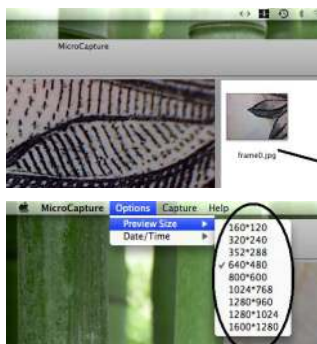 MicroCapture
frame0.jpg
MicroCapture Options Capture Help
Preview Size
Date/Time
160*120
320*240
352*288
✓ 640*480
800*600
1024*768
1280*960
1280*1024
1600*1280